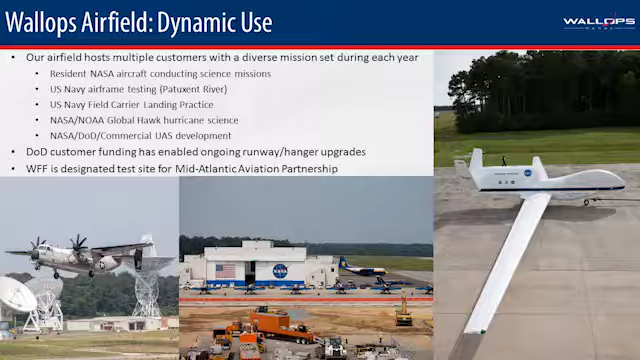 Wallops Airfield: Dynamic Use
WALLOPS
RANGE
• Our airfield hosts multiple customers with a diverse mission set during each year
• Resident NASA aircraft conducting science missions
• US Navy airframe testing (Patuxent River)
• US Navy Field Carrier Landing Practice
• NASA/NOAA Global Hawk hurricane science
• NASA/DoD/Commercial UAS development
• DoD customer funding has enabled ongoing runway/hanger upgrades
• WFF is designated test site for Mid-Atlantic Aviation Partnership
NASA
NASA